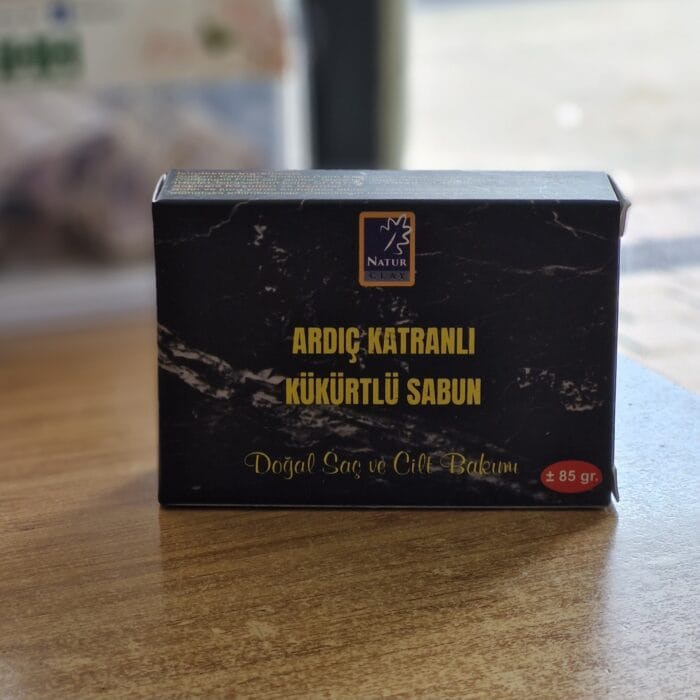 NATUR
CLAY
ARDIÇ KATRANLI
KÜKÜRTLÜ SABUN
Doğal Saç ve Cilt Bakımı
± 85 gr.